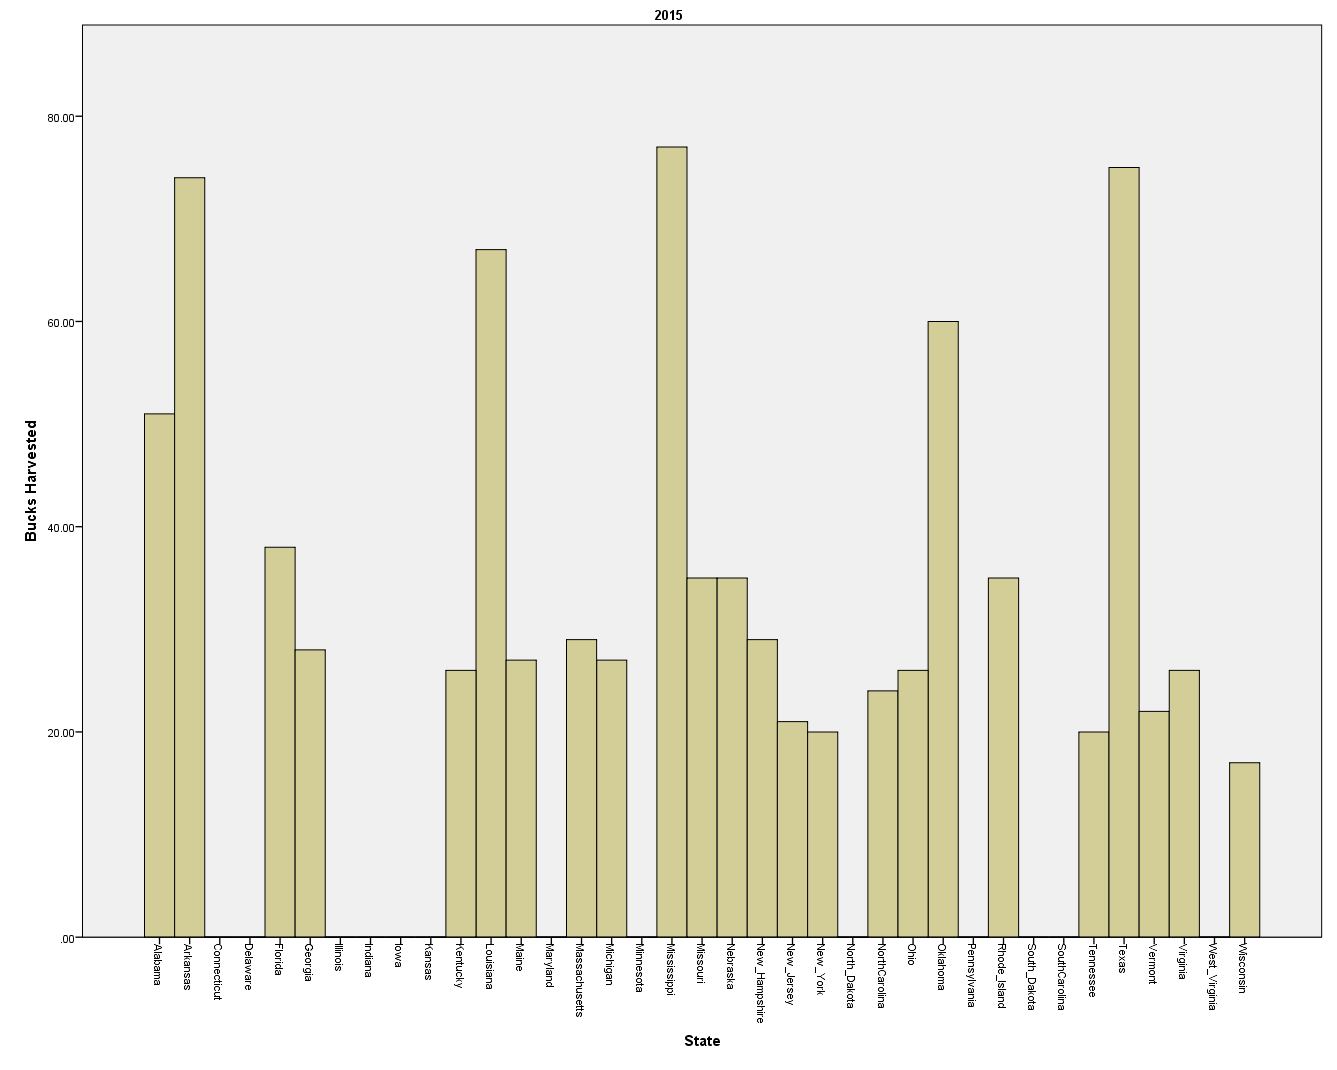 2015
80.00
60.00
40.00
20.00
.00
Bucks Harvested
Alabama
Arkansas
Connecticut
Delaware
Florida
Georgia
Illinois
Indiana
Iowa
Kansas
Kentucky
Louisiana
Maine
Maryland
Massachusetts
Michigan
Minnesota
Mississippi
Missouri
Nebraska
New_Hampshire
New_Jersey
New_York
North_Dakota
NorthCarolina
Ohio
Oklahoma
Pennsylvania
Rhode_Island
South_Dakota
SouthCarolina
Tennessee
Texas
Vermont
Virginia
West_Virginia
Wisconsin
State